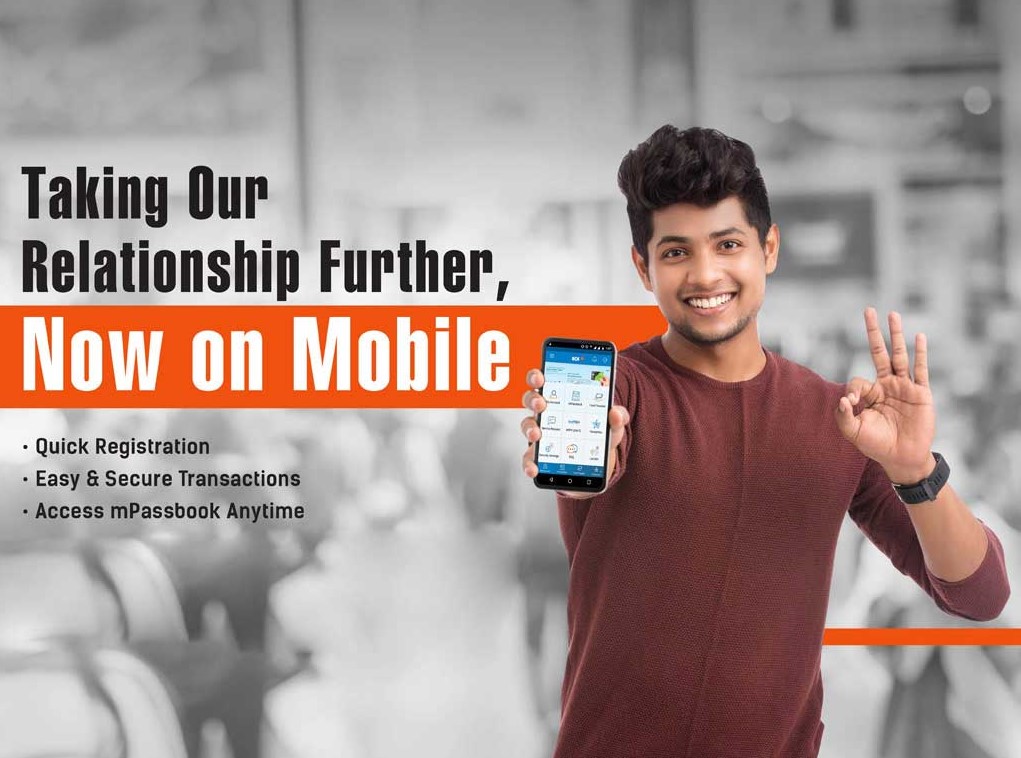 Taking Our
Relationship Further,
Now on Mobile
· Quick Registration
· Easy & Secure Transactions
· Access mPassbook Anytime